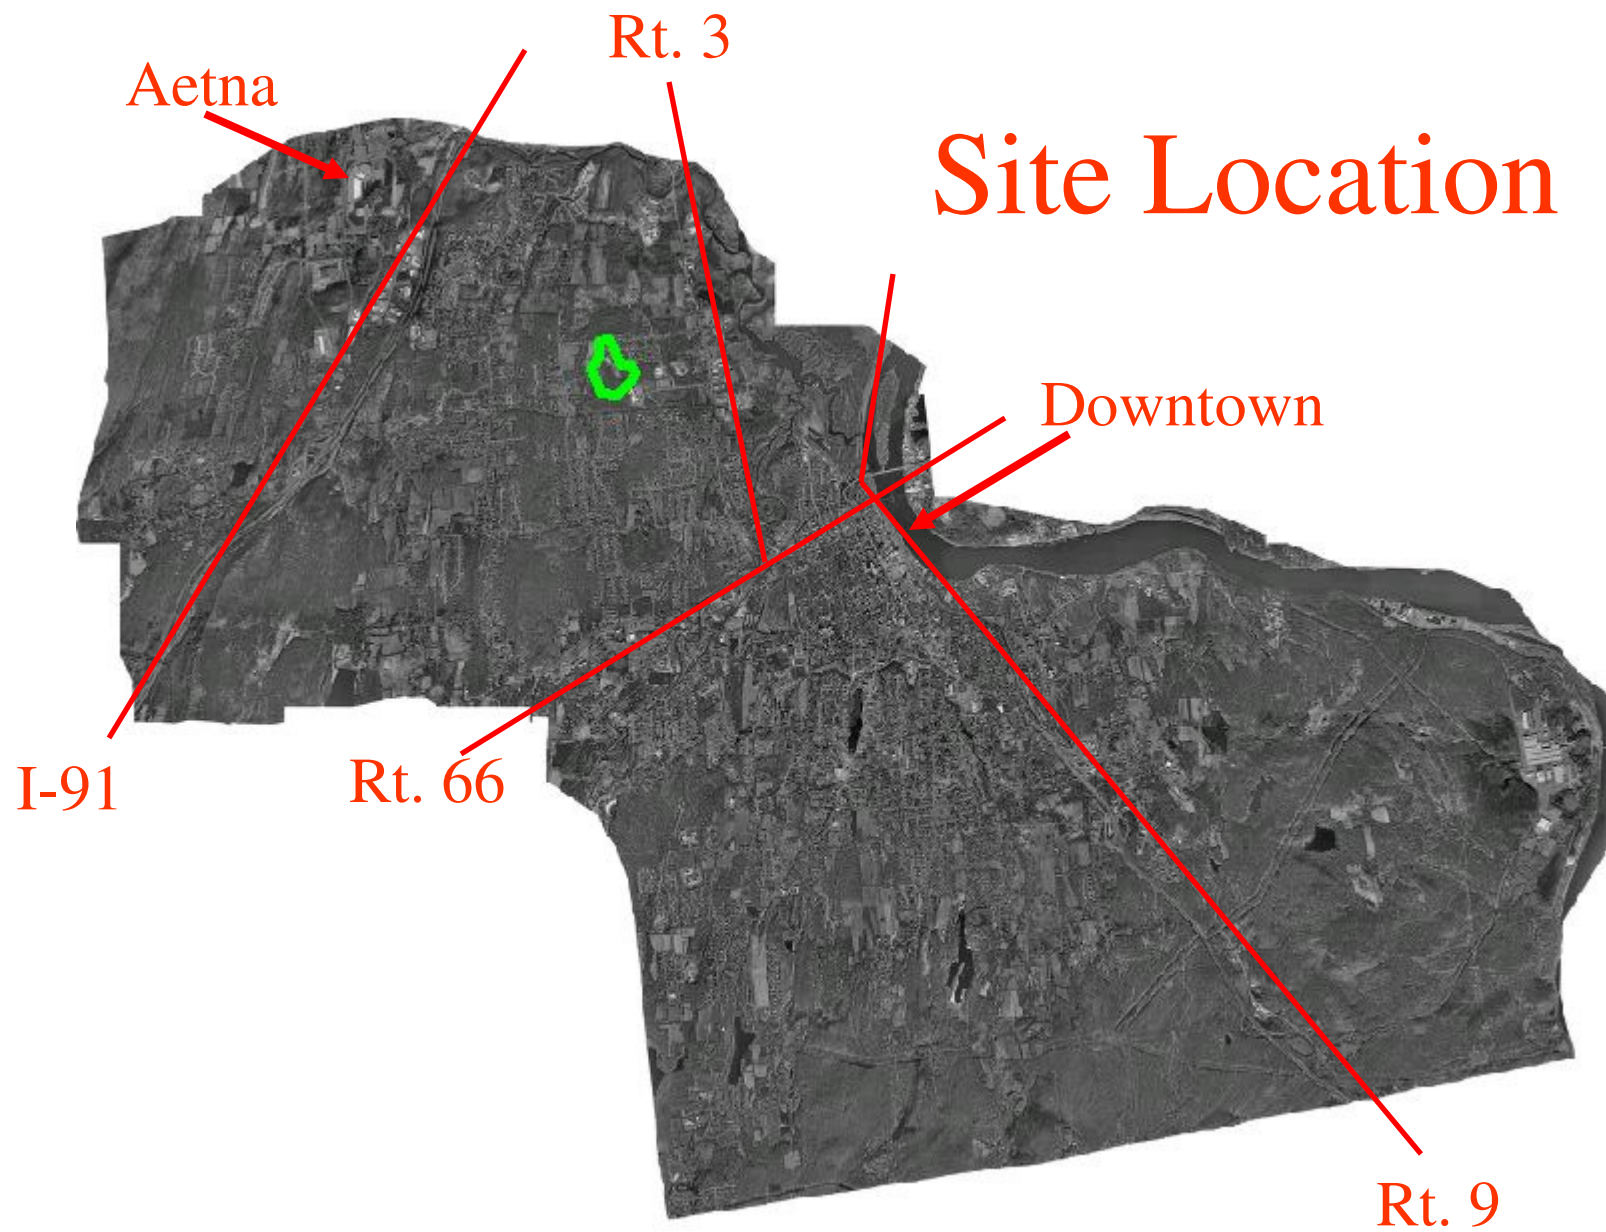 Rt. 3
Aetna
Site Location
Downtown
I-91
Rt. 66
Rt. 9